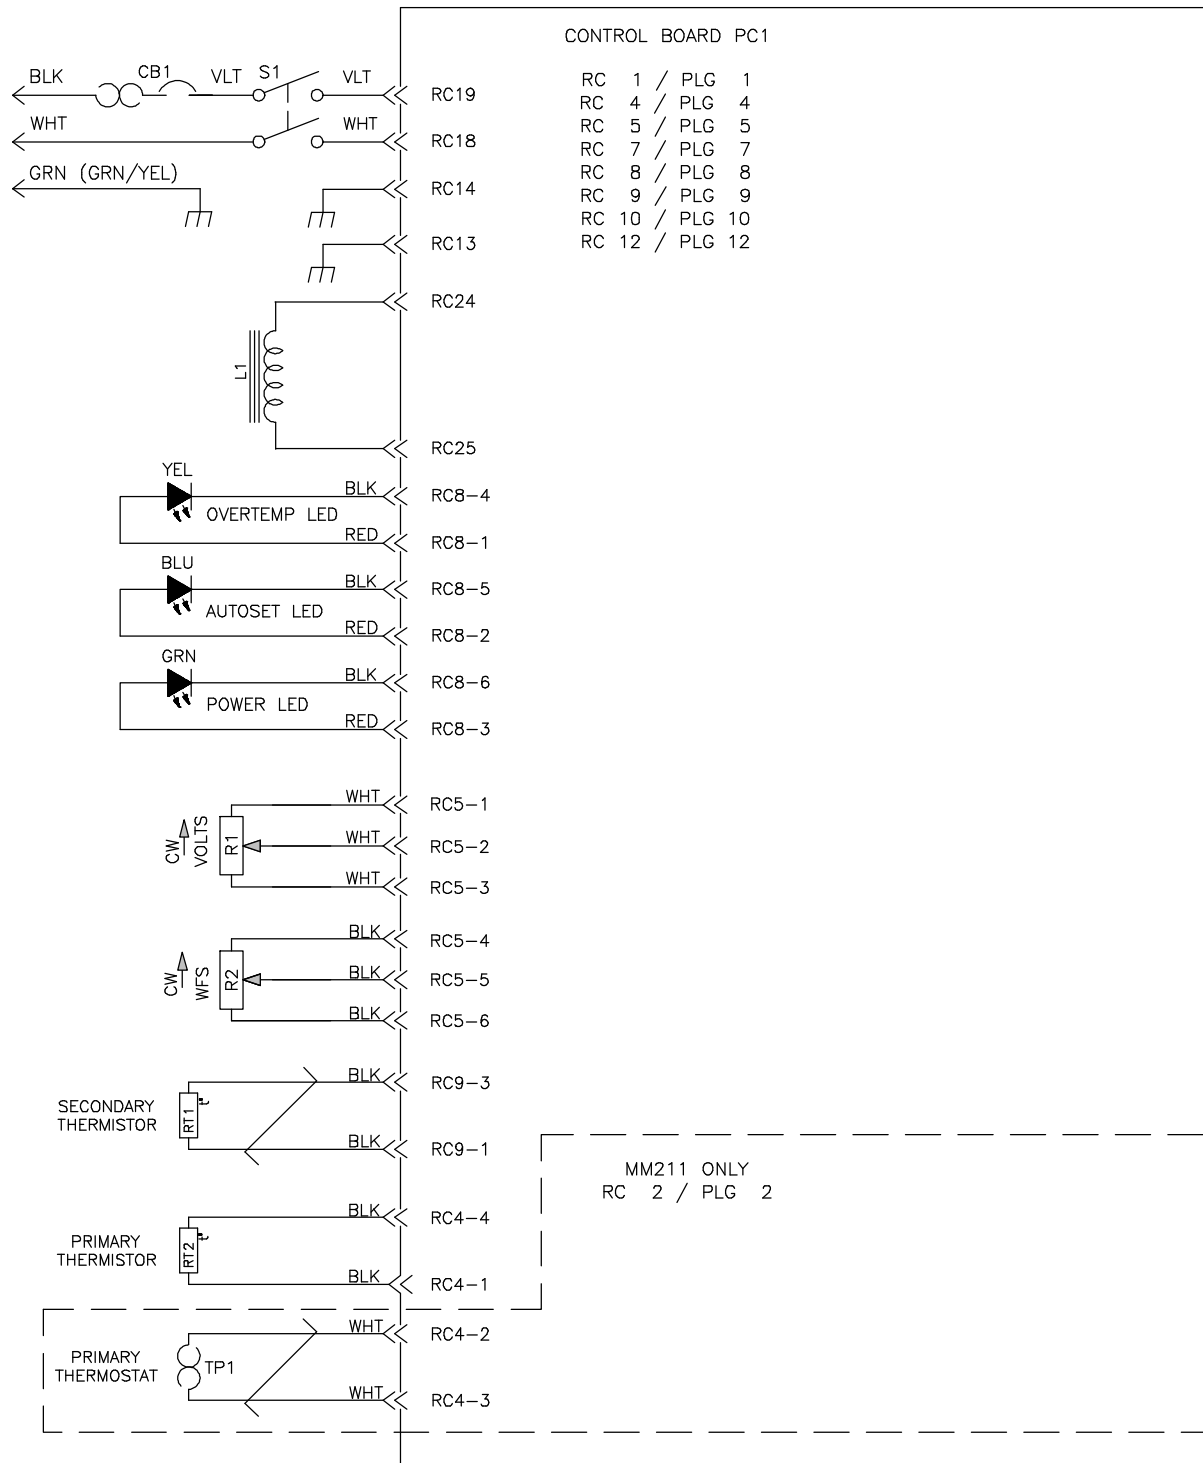 CONTROL BOARD PC1
RC 1 / PLG 1
RC 4 / PLG 4
RC 5 / PLG 5
RC 7 / PLG 7
RC 8 / PLG 8
RC 9 / PLG 9
RC 10 / PLG 10
RC 12 / PLG 12
BLK CB1 VLT S1 VLT RC19
WHT WHT RC18
GRN (GRN/YEL) RC14
RC13
RC24
L1
RC25
YEL BLK RC8-4
OVERTEMP LED
RED RC8-1
BLU BLK RC8-5
AUTOSET LED
RED RC8-2
GRN BLK RC8-6
POWER LED
RED RC8-3
WHT RC5-1
CW VOLTS R1 WHT RC5-2
WHT RC5-3
BLK RC5-4
CW WFS R2 BLK RC5-5
BLK RC5-6
BLK RC9-3
SECONDARY
THERMISTOR
RT1 t
BLK RC9-1
MM211 ONLY
RC 2 / PLG 2
BLK RC4-4
PRIMARY
THERMISTOR
RT2 t
BLK RC4-1
WHT RC4-2
PRIMARY
THERMOSTAT
TP1
WHT RC4-3